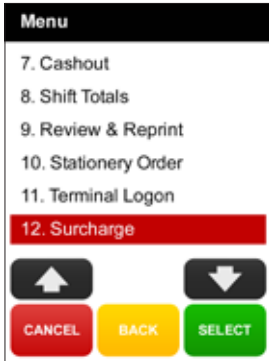 Menu
7. Cashout
8. Shift Totals
9. Review & Reprint
10. Stationery Order
11. Terminal Logon
12. Surcharge
CANCEL BACK SELECT